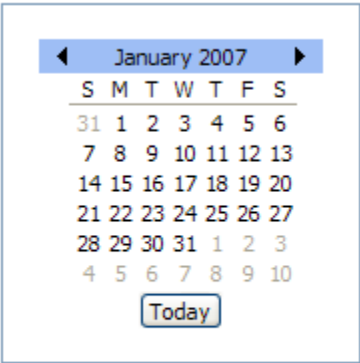 January 2007
S M T W T F S
31 1 2 3 4 5 6
7 8 9 10 11 12 13
14 15 16 17 18 19 20
21 22 23 24 25 26 27
28 29 30 31 1 2 3
4 5 6 7 8 9 10
Today